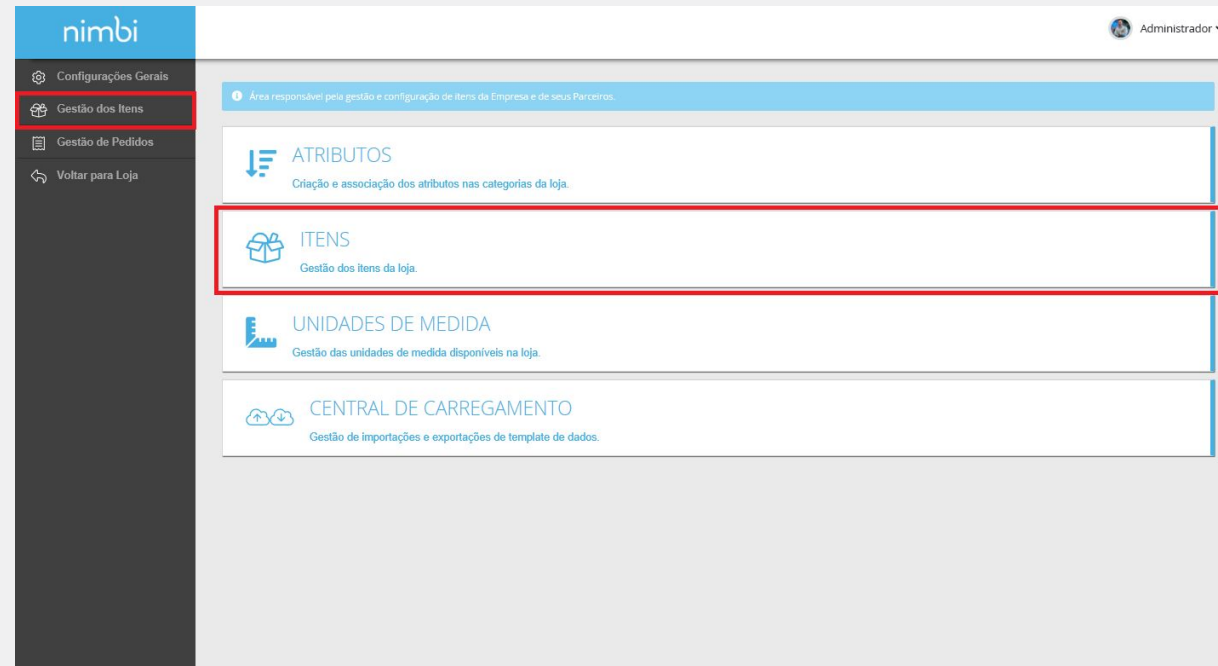 nimbi
Administrador
Configurações Gerais
Gestão dos Itens
Gestão de Pedidos
Voltar para Loja
Área responsável pela gestão e configuração de itens da Empresa e de seus Parceiros.
ATRIBUTOS
Criação e associação dos atributos nas categorias da loja.
ITENS
Gestão dos itens da loja.
UNIDADES DE MEDIDA
Gestão das unidades de medida disponíveis na loja.
CENTRAL DE CARREGAMENTO
Gestão de importações e exportações de template de dados.